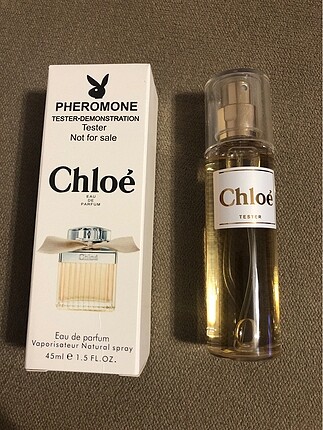 PHEROMONE
TESTER•DEMONSTRATION
Tester
Not for sale
Chloé
EAU
DE
PARFUM
Chloé
Eau de parfum
Vaporisateur Natural spray
45ml e 1.5 FL.OZ.
Chloé
TESTER